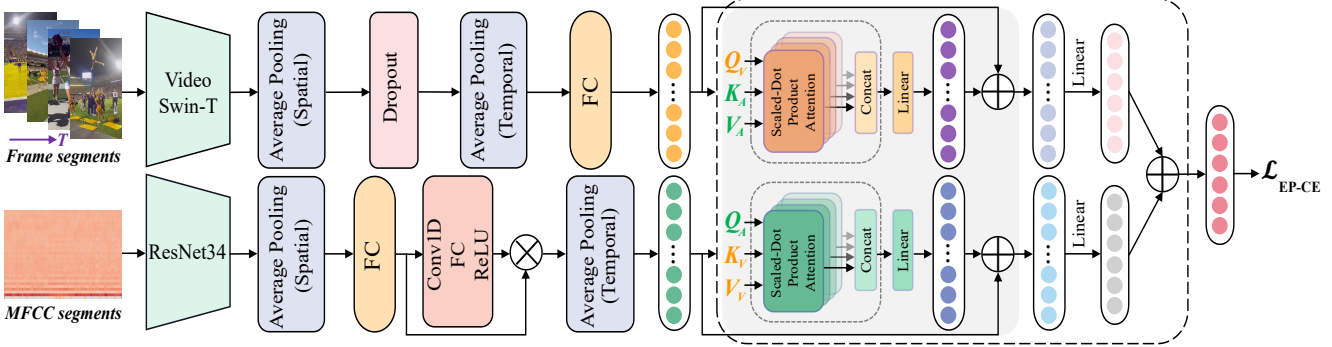 T
Frame segments
Video
Swin-T
Average Pooling
(Spatial)
Dropout
Average Pooling
(Temporal)
FC
Q_V
K_A
V_A
Scaled-Dot
Product
Attention
Concat
Linear
Linear
MFCC segments
ResNet34
Average Pooling
(Spatial)
FC
Conv1D
FC
ReLU
Average Pooling
(Temporal)
Q_A
K_V
V_V
Scaled-Dot
Product
Attention
Concat
Linear
Linear
ℒ_EP-CE